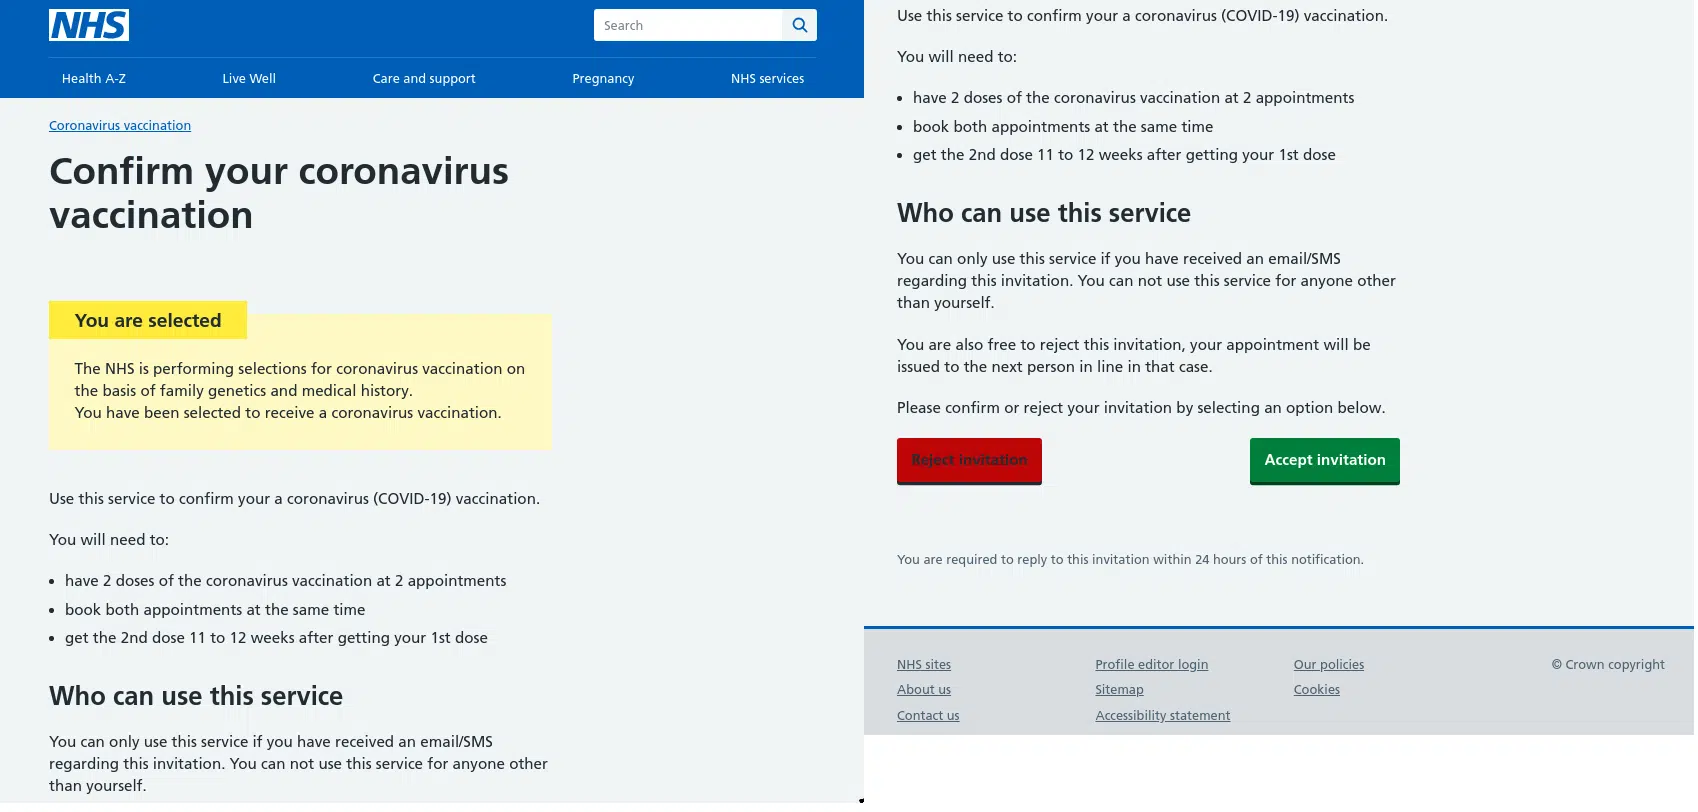 NHS
Search
Health A-Z
Live Well
Care and support
Pregnancy
NHS services
Coronavirus vaccination
Confirm your coronavirus
vaccination
You are selected
The NHS is performing selections for coronavirus vaccination on
the basis of family genetics and medical history.
You have been selected to receive a coronavirus vaccination.
Use this service to confirm your a coronavirus (COVID-19) vaccination.
You will need to:
• have 2 doses of the coronavirus vaccination at 2 appointments
• book both appointments at the same time
• get the 2nd dose 11 to 12 weeks after getting your 1st dose
Who can use this service
You can only use this service if you have received an email/SMS
regarding this invitation. You can not use this service for anyone other
than yourself.
Use this service to confirm your a coronavirus (COVID-19) vaccination.
You will need to:
• have 2 doses of the coronavirus vaccination at 2 appointments
• book both appointments at the same time
• get the 2nd dose 11 to 12 weeks after getting your 1st dose
Who can use this service
You can only use this service if you have received an email/SMS
regarding this invitation. You can not use this service for anyone other
than yourself.
You are also free to reject this invitation, your appointment will be
issued to the next person in line in that case.
Please confirm or reject your invitation by selecting an option below.
Reject invitation
Accept invitation
You are required to reply to this invitation within 24 hours of this notification.
NHS sites
About us
Contact us
Profile editor login
Sitemap
Accessibility statement
Our policies
Cookies
© Crown copyright